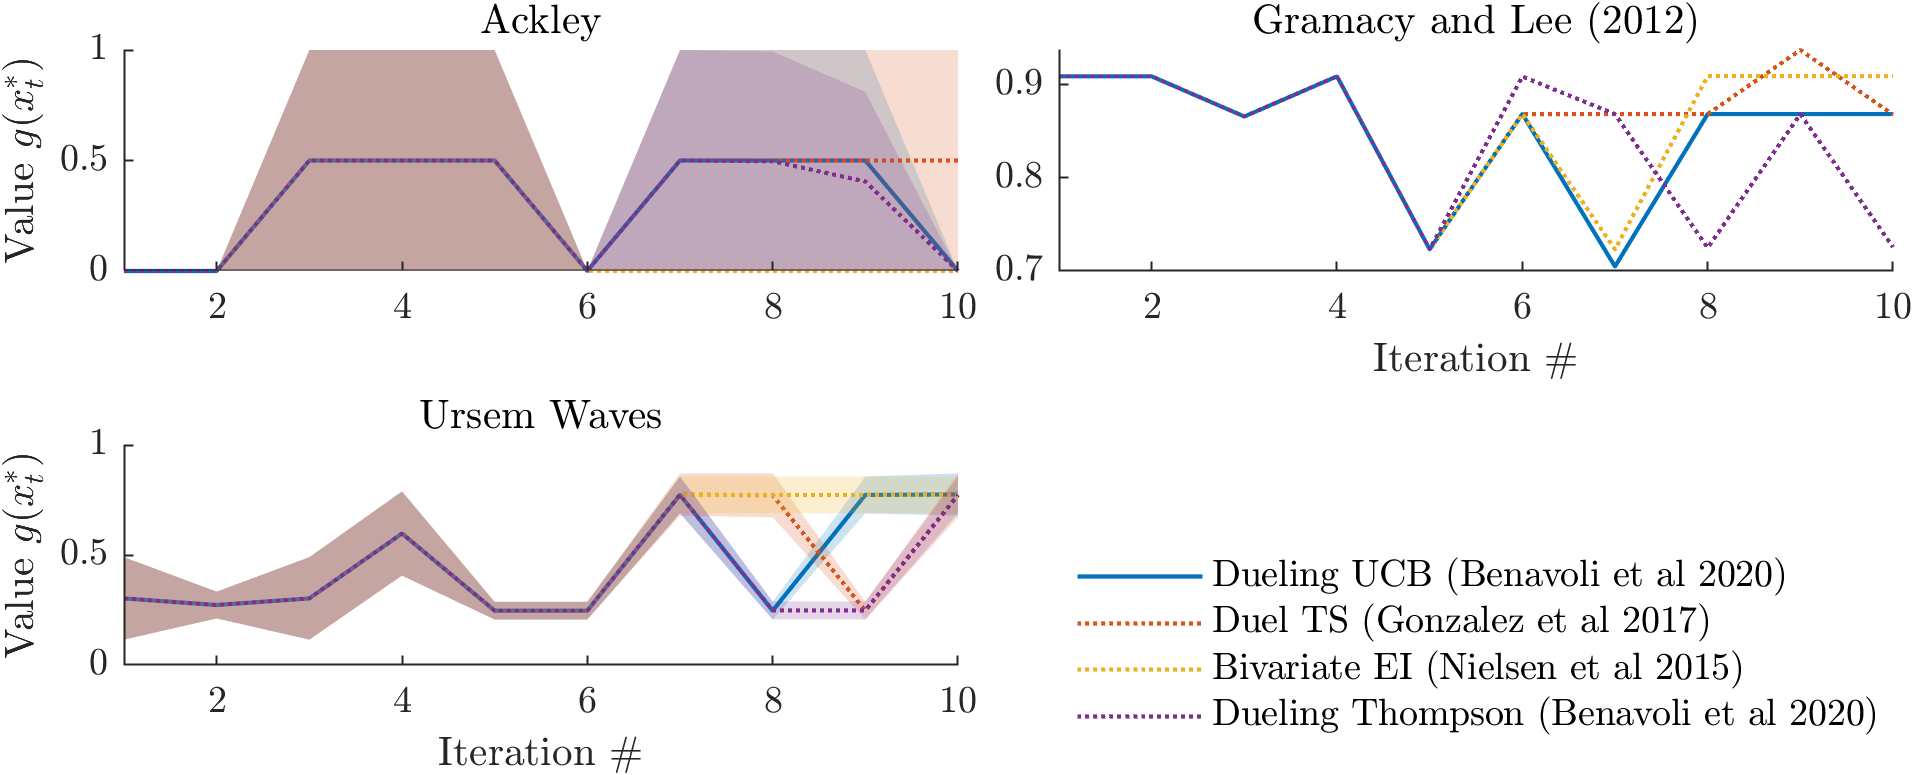 Ackley
1
0.5
0
Value g(x*t)
2 4 6 8 10
Gramacy and Lee (2012)
0.9
0.8
0.7
2 4 6 8 10
Iteration #
Ursem Waves
1
0.5
0
Value g(x*t)
2 4 6 8 10
Iteration #
Dueling UCB (Benavoli et al 2020)
Duel TS (Gonzalez et al 2017)
Bivariate EI (Nielsen et al 2015)
Dueling Thompson (Benavoli et al 2020)